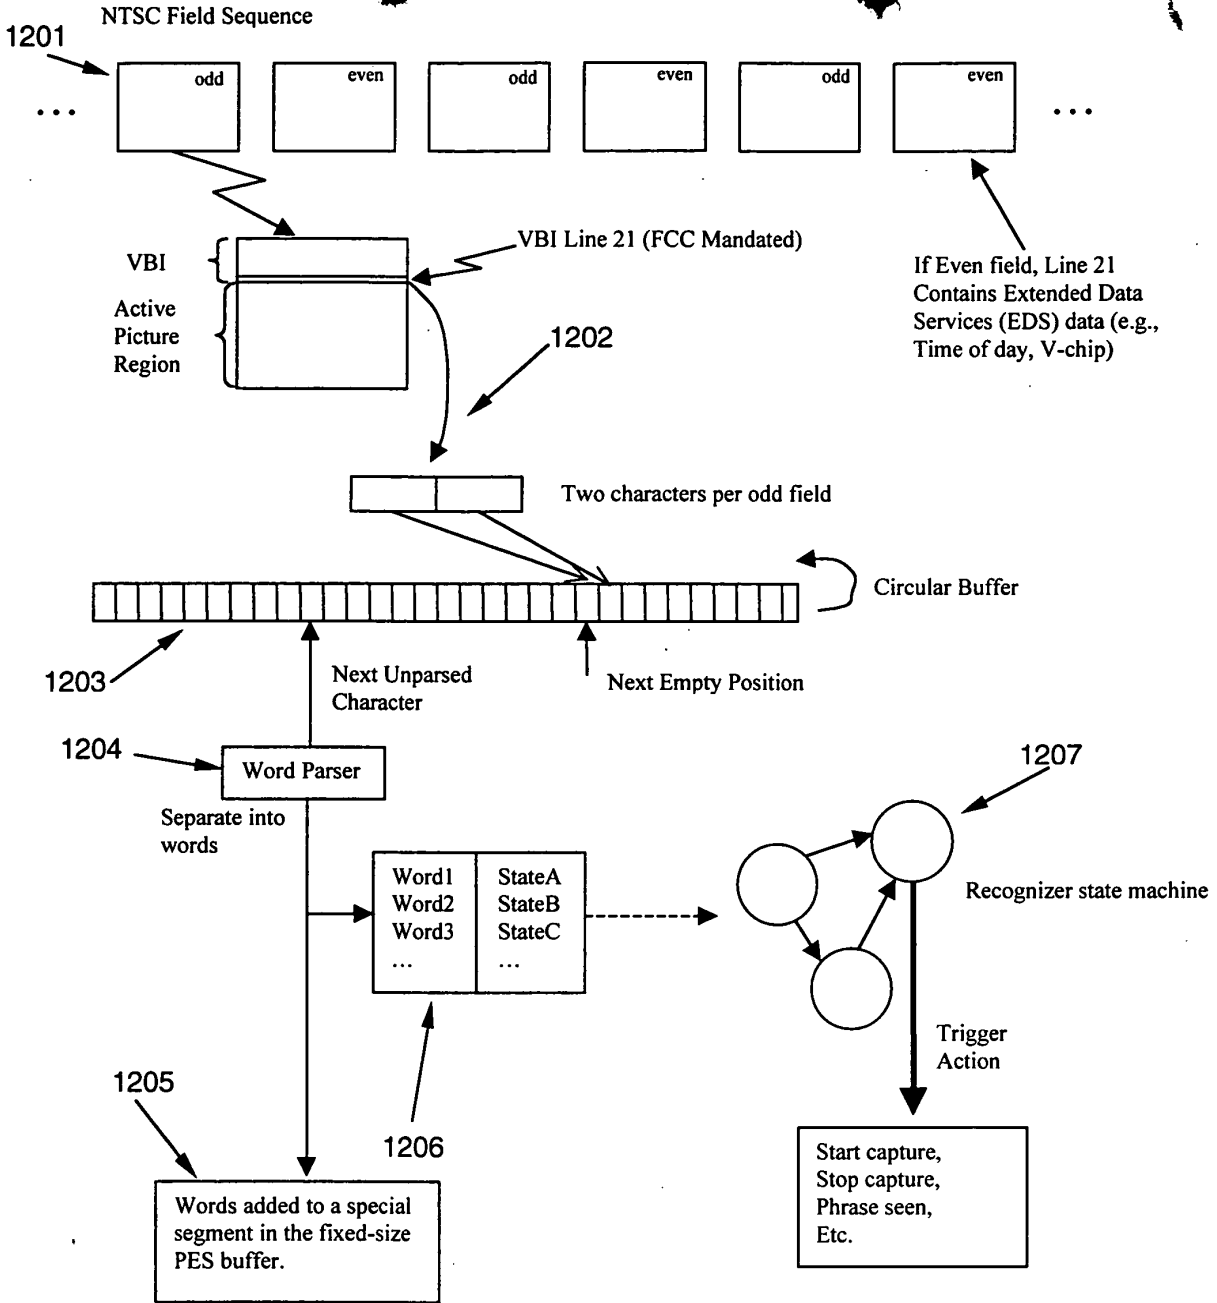 NTSC Field Sequence
1201
odd
even
odd
even
odd
even
...
...
VBI
VBI Line 21 (FCC Mandated)
Active
Picture
Region
If Even field, Line 21
Contains Extended Data
Services (EDS) data (e.g.,
Time of day, V-chip)
1202
Two characters per odd field
Circular Buffer
1203
Next Unparsed
Character
Next Empty Position
1204
Word Parser
Separate into
words
1207
Word1
Word2
Word3
...
StateA
StateB
StateC
...
Recognizer state machine
Trigger
Action
1205
1206
Words added to a special
segment in the fixed-size
PES buffer.
Start capture,
Stop capture,
Phrase seen,
Etc.